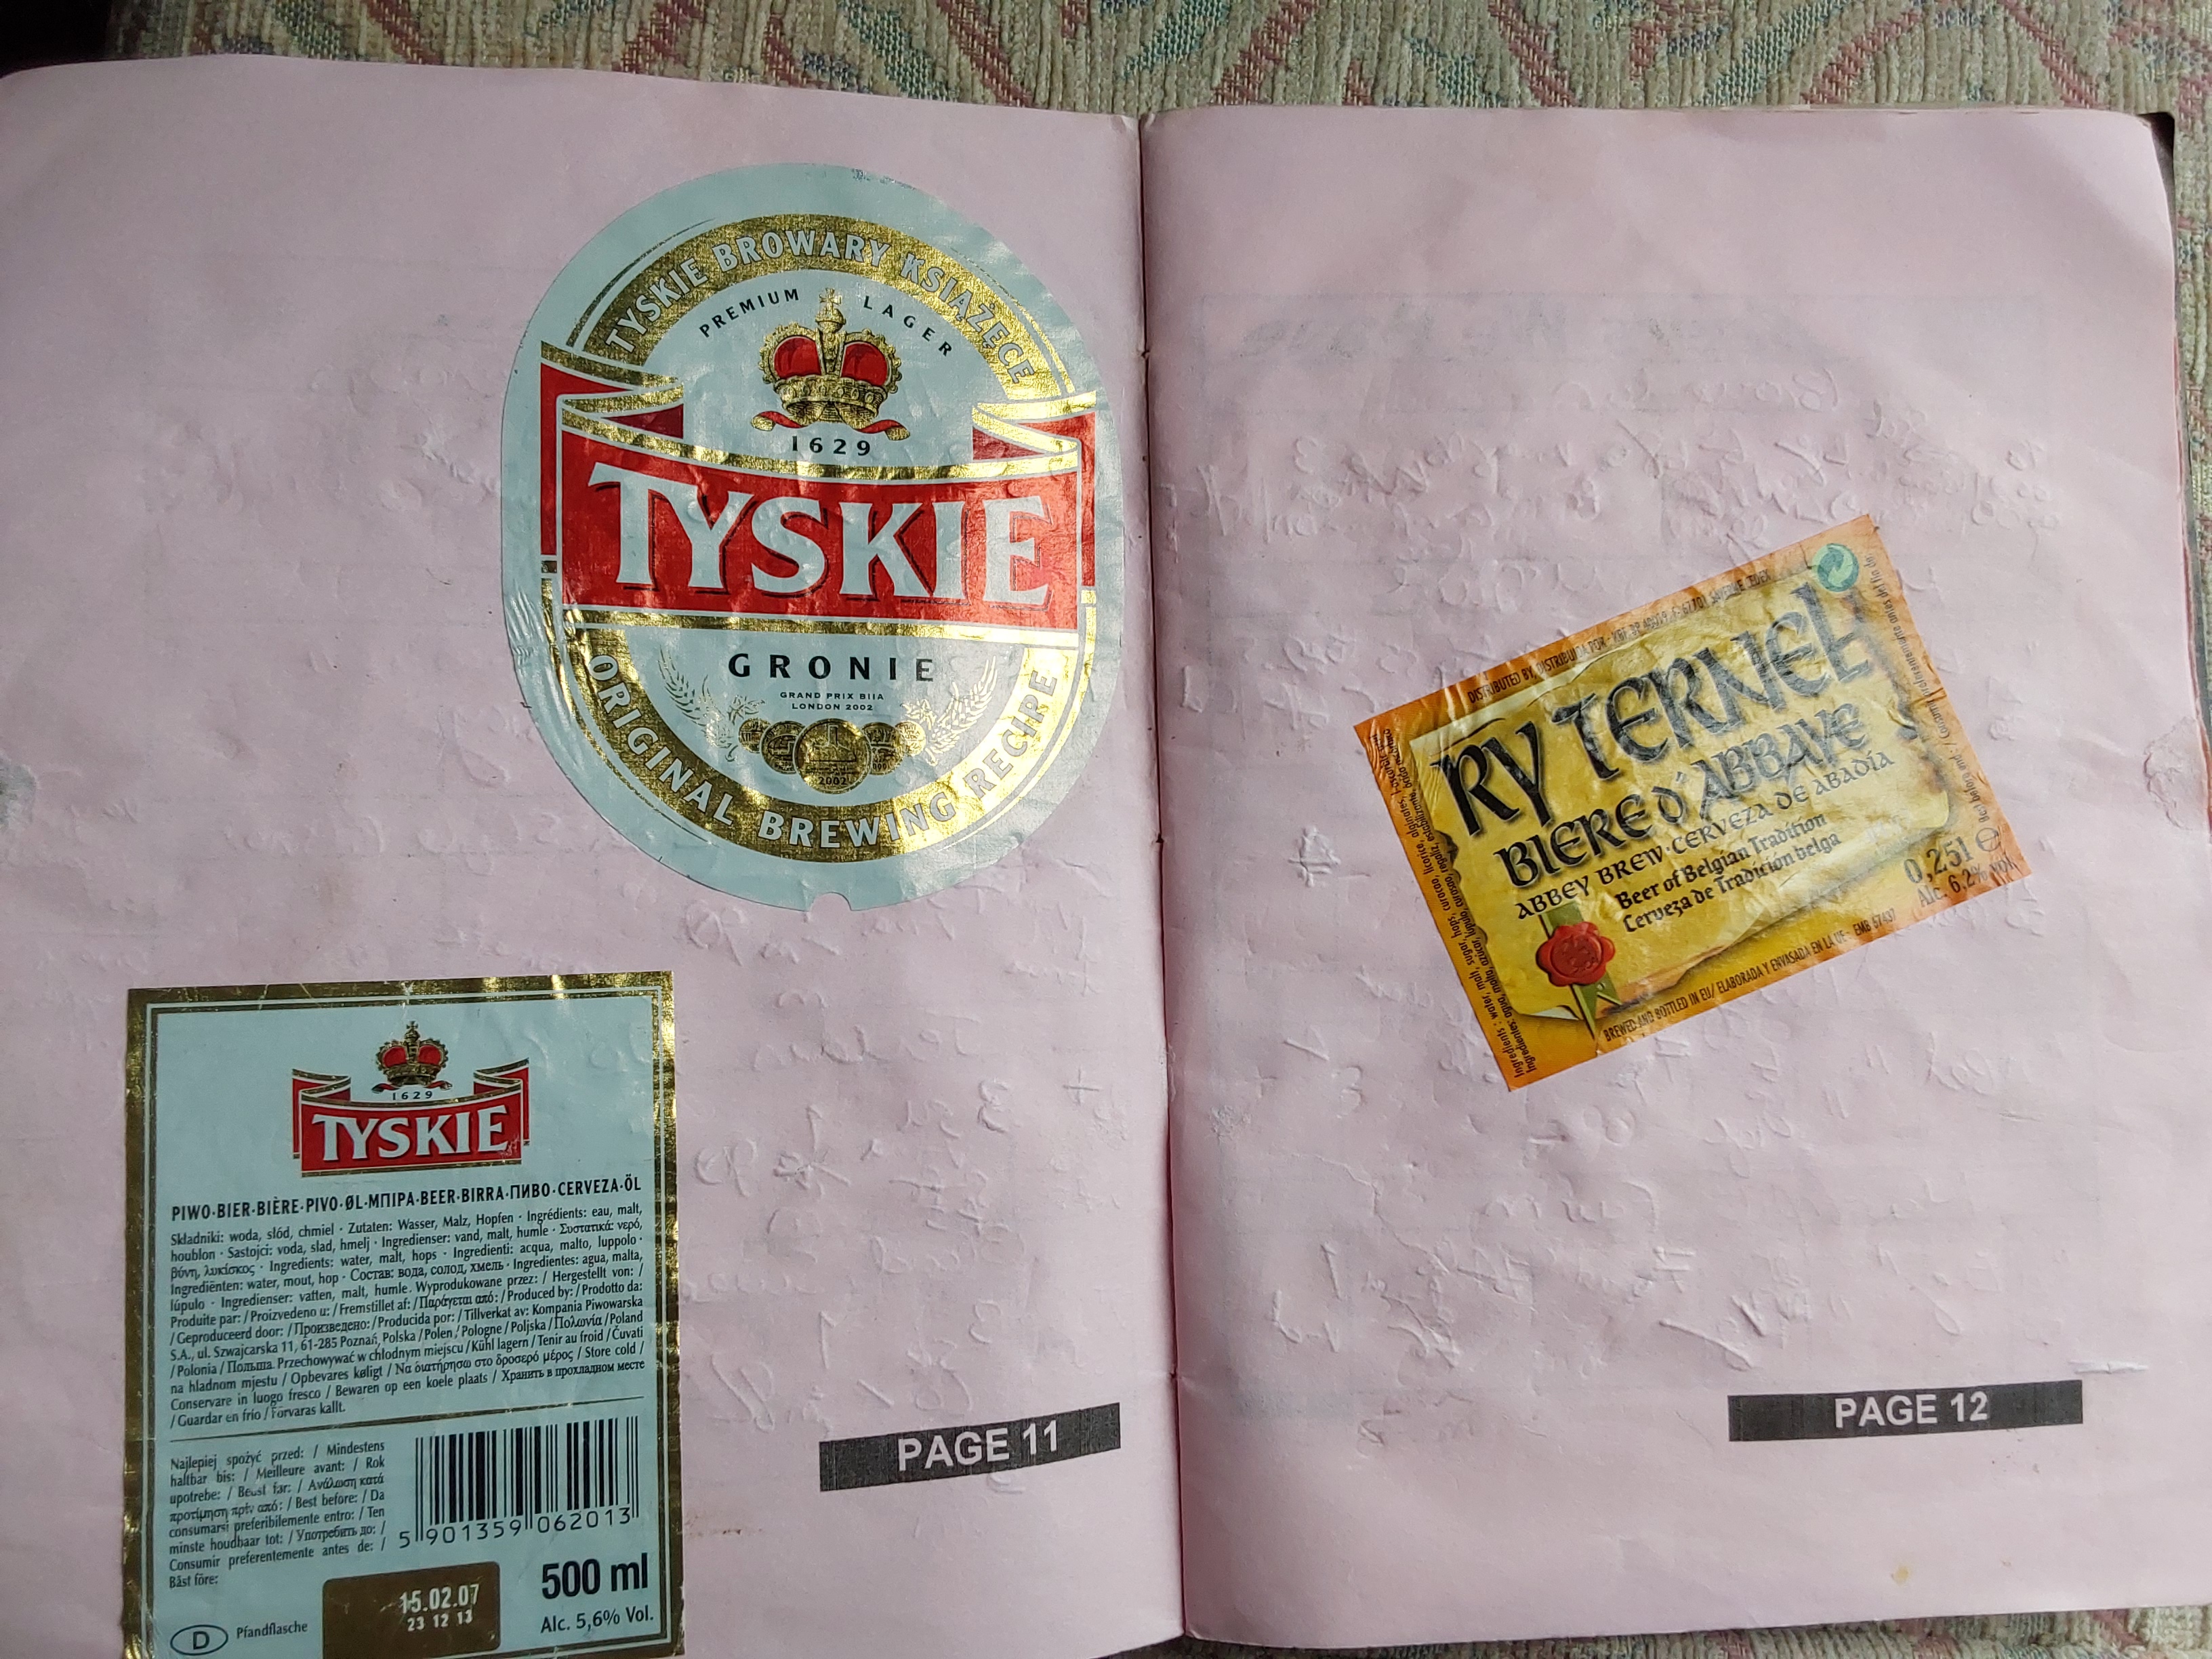 TYSKIE BROWARY KSIĄŻĘCE
PREMIUM LAGER
1629
TYSKIE
GRONIE
GRAND PRIX BIIA
LONDON 2002
2002
ORIGINAL BREWING RECIPE
1629
TYSKIE
PIWO·BIER·BIÈRE·PIVO·ØL·ΜΠΙΡΑ·BEER·BIRRA·ПИВО·CERVEZA·ÖL
Składniki: woda, słód, chmiel · Zutaten: Wasser, Malz, Hopfen · Ingrédients: eau, malt,
houblon · Sastojci: voda, slad, hmelj · Ingredienser: vand, malt, humle · Συστατικά: νερό,
βύνη, λυκίσκος · Ingredients: water, malt, hops · Ingredienti: acqua, malto, luppolo ·
Ingrediënten: water, mout, hop · Состав: вода, солод, хмель · Ingredientes: agua, malta,
lúpulo · Ingredienser: vatten, malt, humle. Wyprodukowane przez: / Hergestellt von: /
Produite par: / Proizvedeno u: / Fremstillet af: / Παράγεται από: / Produced by: / Prodotto da:
/ Geproduceerd door: / Произведено: / Producida por: / Tillverkat av: Kompania Piwowarska
S.A., ul. Szwajcarska 11, 61-285 Poznań, Polska / Polen / Pologne / Poljska / Πολωνία / Poland
/ Polonia / Польша. Przechowywać w chłodnym miejscu / Kühl lagern / Tenir au froid / Čuvati
na hladnom mjestu / Opbevares køligt / Να διατήρησω στο δροσερό μέρος / Store cold /
Conservare in luogo fresco / Bewaren op een koele plaats / Хранить в прохладном месте
/ Guardar en frío / Förvaras kallt.
Najlepiej spożyć przed: / Mindestens
haltbar bis: / Meilleure avant: / Rok
upotrebe: / Bedst før: / Ανάλωση κατά
προτίμηση πρίν από: / Best before: / Da
consumarsi preferibilemente entro: / Ten
minste houdbaar tot: / Употребить до: /
Consumir preferentemente antes de: /
Bäst före:
5 901359 062013
15.02.07
23 12 13
500 ml
Alc. 5,6% Vol.
D
Pfandflasche
PAGE 11
DISTRIBUTED BY/ DISTRIBUIDA POR
RY TERNEL
BIERE D'ABBAYE
ABBEY BREW·CERVEZA DE ABADÍA
Beer of Belgian Tradition
Cerveza de Tradición belga
0,25l e
Alc. 6,2% vol.
BREWED AND BOTTLED IN EU/ ELABORADA Y ENVASADA EN LA UE- EMB 67437
PAGE 12